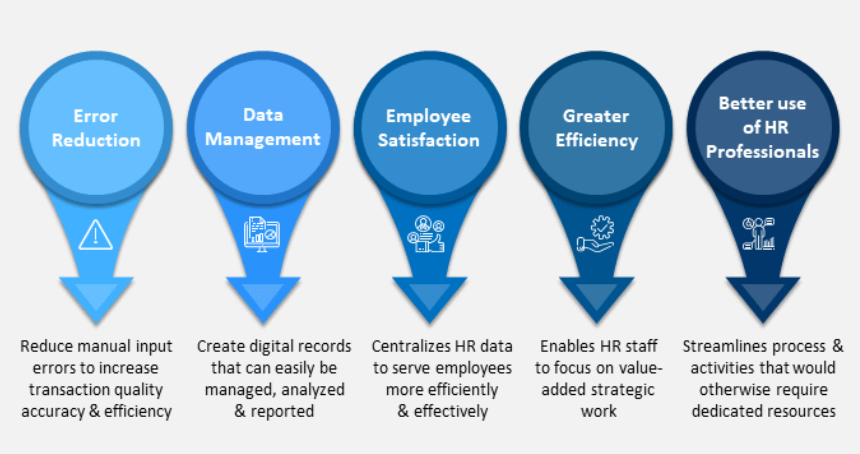 Error
Reduction
Data
Management
Employee
Satisfaction
Greater
Efficiency
Better use
of HR
Professionals
Reduce manual input
errors to increase
transaction quality
accuracy & efficiency
Create digital records
that can easily be
managed, analyzed
& reported
Centralizes HR data
to serve employees
more efficiently
& effectively
Enables HR staff
to focus on value-
added strategic
work
Streamlines process &
activities that would
otherwise require
dedicated resources